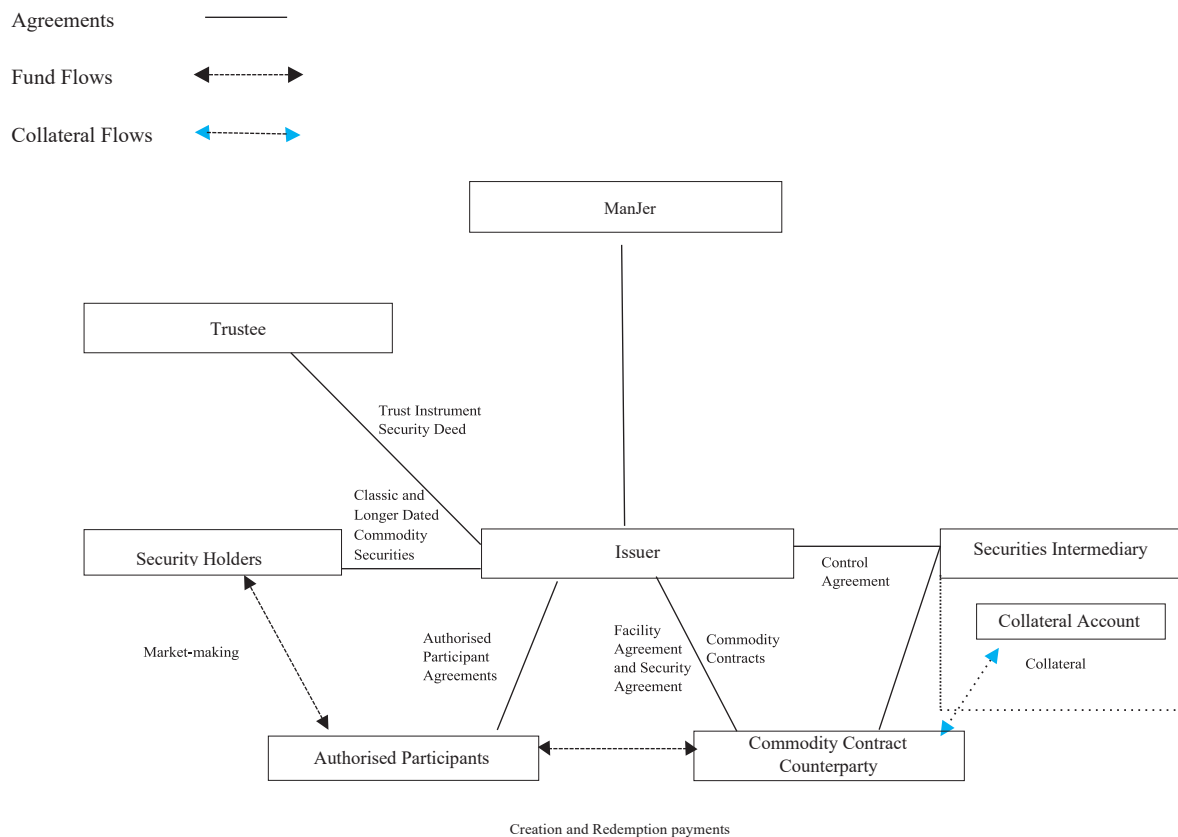 Agreements
Fund Flows
Collateral Flows
ManJer
Trustee
Trust Instrument
Security Deed
Classic and
Longer Dated
Commodity
Securities
Security Holders
Issuer
Control
Agreement
Securities Intermediary
Collateral Account
Collateral
Market-making
Authorised
Participant
Agreements
Facility
Agreement
and Security
Agreement
Commodity
Contracts
Authorised Participants
Commodity Contract
Counterparty
Creation and Redemption payments